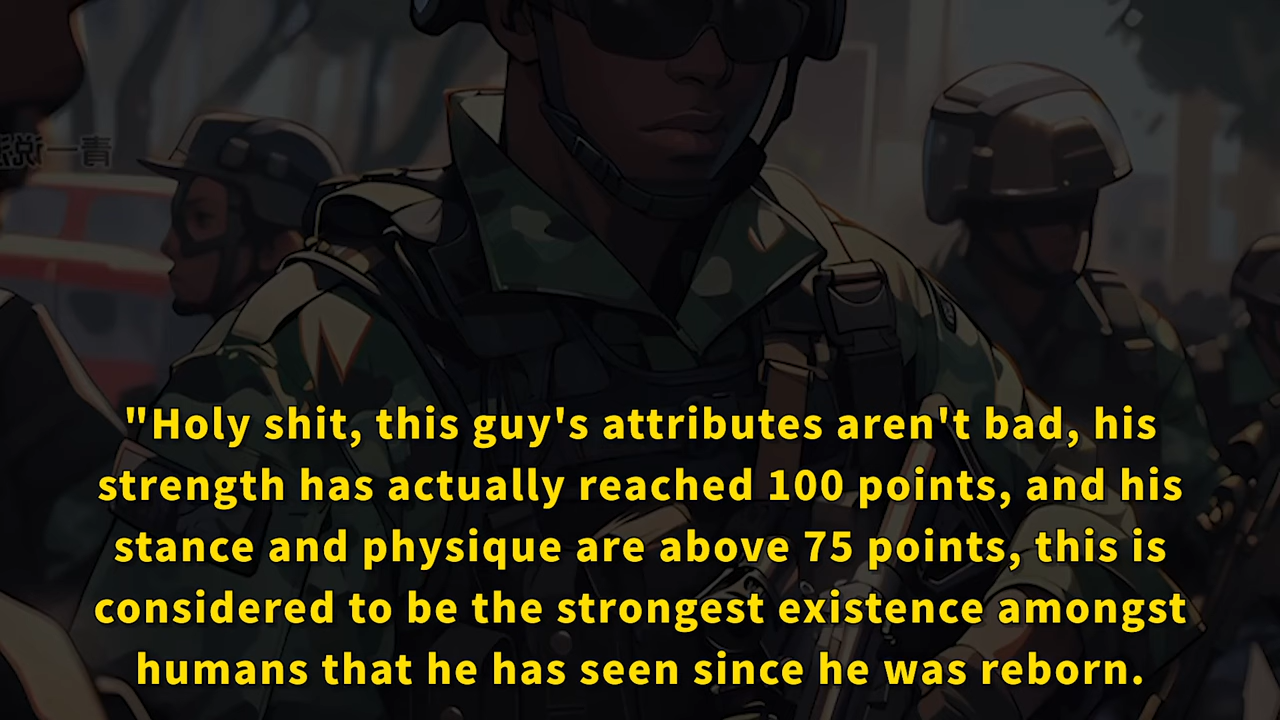 "Holy shit, this guy's attributes aren't bad, his
strength has actually reached 100 points, and his
stance and physique are above 75 points, this is
considered to be the strongest existence amongst
humans that he has seen since he was reborn.